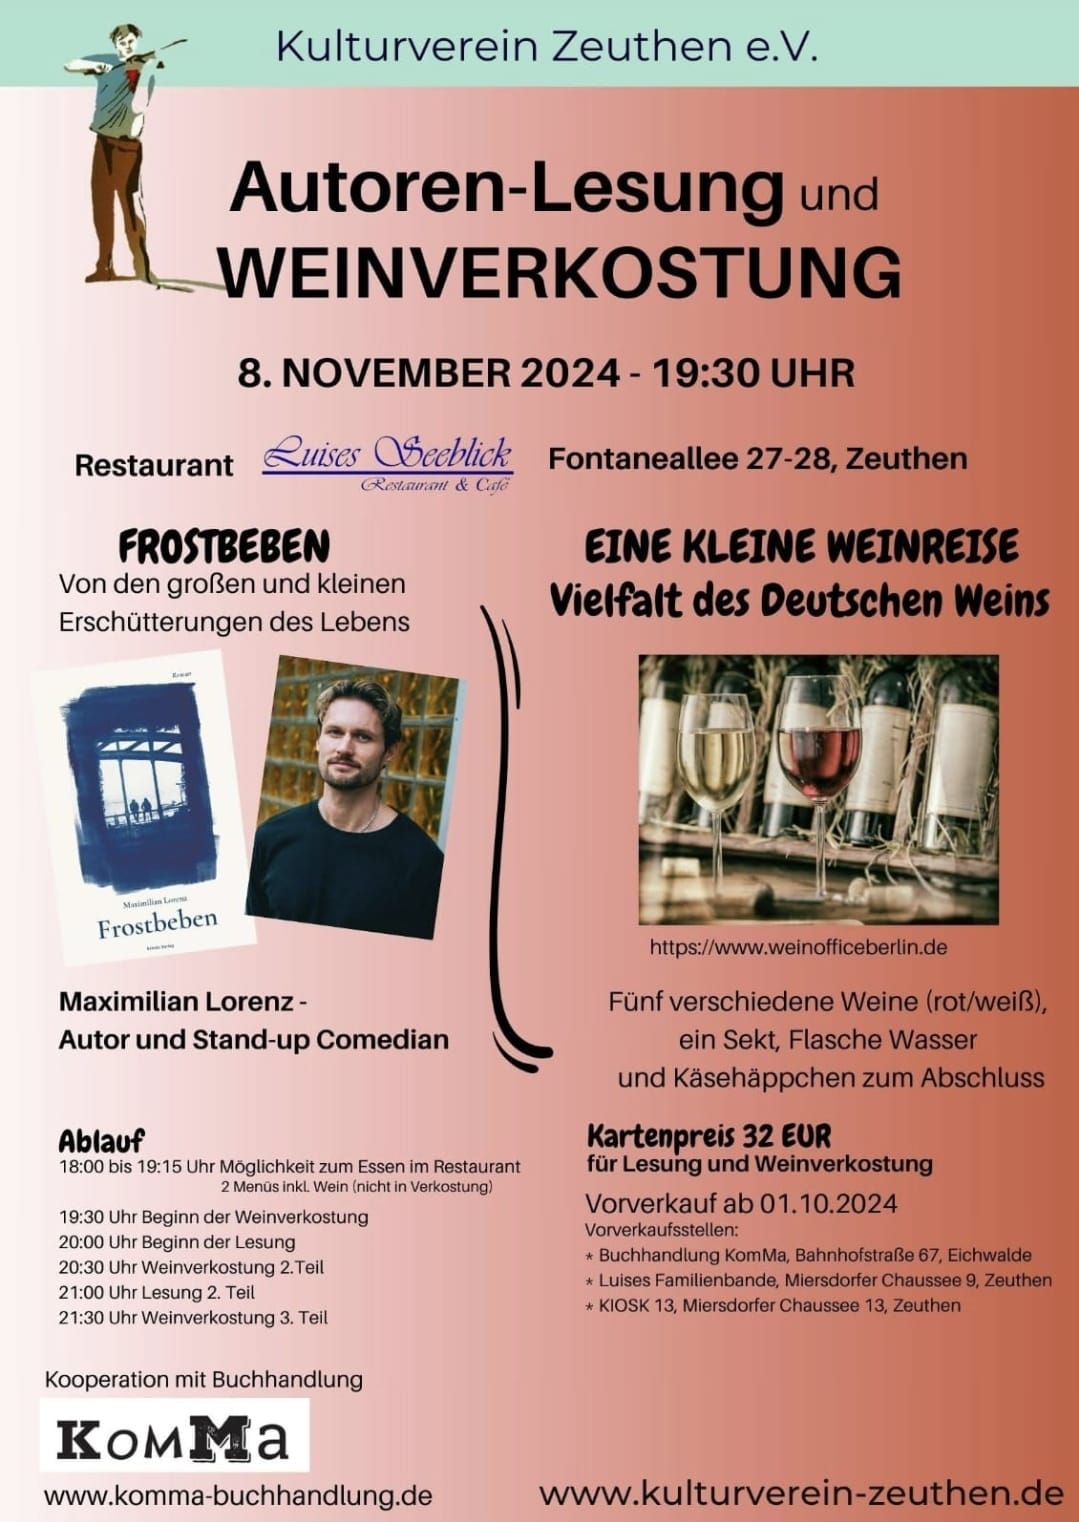 Kulturverein Zeuthen e.V.
Autoren-Lesung und
WEINVERKOSTUNG
8. NOVEMBER 2024 - 19:30 UHR
Restaurant
Luises Seeblick
Restaurant & Café
Fontaneallee 27-28, Zeuthen
FROSTBEBEN
Von den großen und kleinen
Erschütterungen des Lebens
Roman
Maximilian Lorenz
Frostbeben
Maximilian Lorenz -
Autor und Stand-up Comedian
EINE KLEINE WEINREISE
Vielfalt des Deutschen Weins
https://www.weinofficeberlin.de
Fünf verschiedene Weine (rot/weiß),
ein Sekt, Flasche Wasser
und Käsehäppchen zum Abschluss
Ablauf
18:00 bis 19:15 Uhr Möglichkeit zum Essen im Restaurant
2 Menüs inkl. Wein (nicht in Verkostung)
19:30 Uhr Beginn der Weinverkostung
20:00 Uhr Beginn der Lesung
20:30 Uhr Weinverkostung 2.Teil
21:00 Uhr Lesung 2. Teil
21:30 Uhr Weinverkostung 3. Teil
Kartenpreis 32 EUR
für Lesung und Weinverkostung
Vorverkauf ab 01.10.2024
Vorverkaufsstellen:
* Buchhandlung KomMa, Bahnhofstraße 67, Eichwalde
* Luises Familienbande, Miersdorfer Chaussee 9, Zeuthen
* KIOSK 13, Miersdorfer Chaussee 13, Zeuthen
Kooperation mit Buchhandlung
KomMa
www.komma-buchhandlung.de
www.kulturverein-zeuthen.de